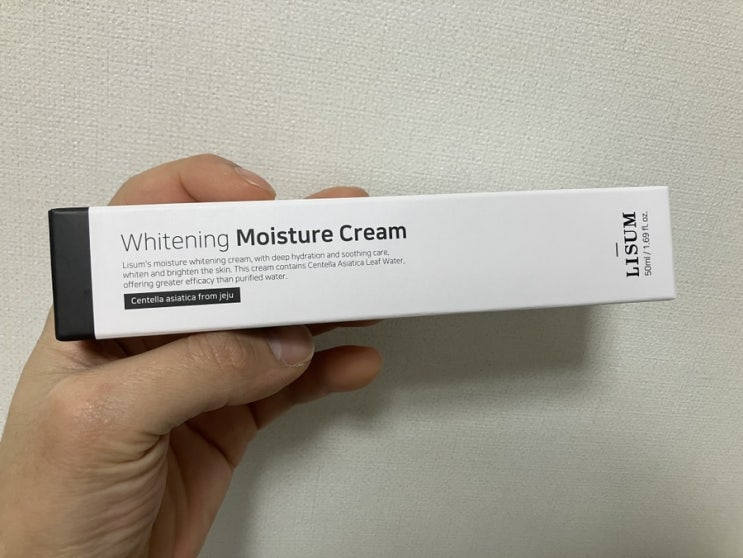 Whitening Moisture Cream
Lisum's moisture whitening cream, with deep hydration and soothing care,
whiten and brighten the skin. This cream contains Centella Asiatica Leaf Water,
offering greater efficacy than purified water.
Centella asiatica from jeju
LISUM
50ml / 1.69 fl. oz.